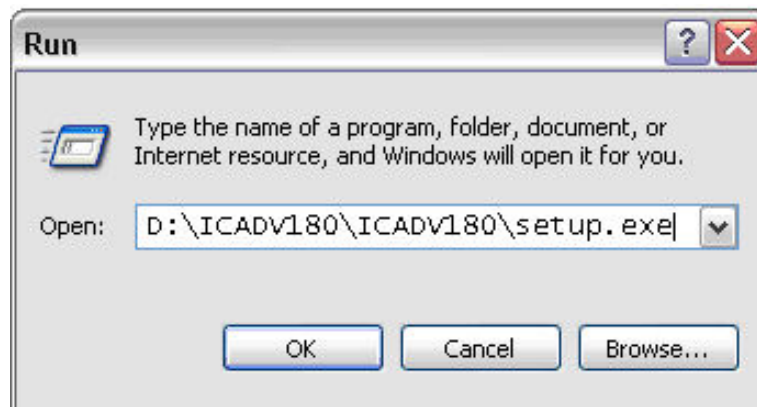 Run
Type the name of a program, folder, document, or
Internet resource, and Windows will open it for you.
Open: D:\ICADV180\ICADV180\setup.exe
OK Cancel Browse...